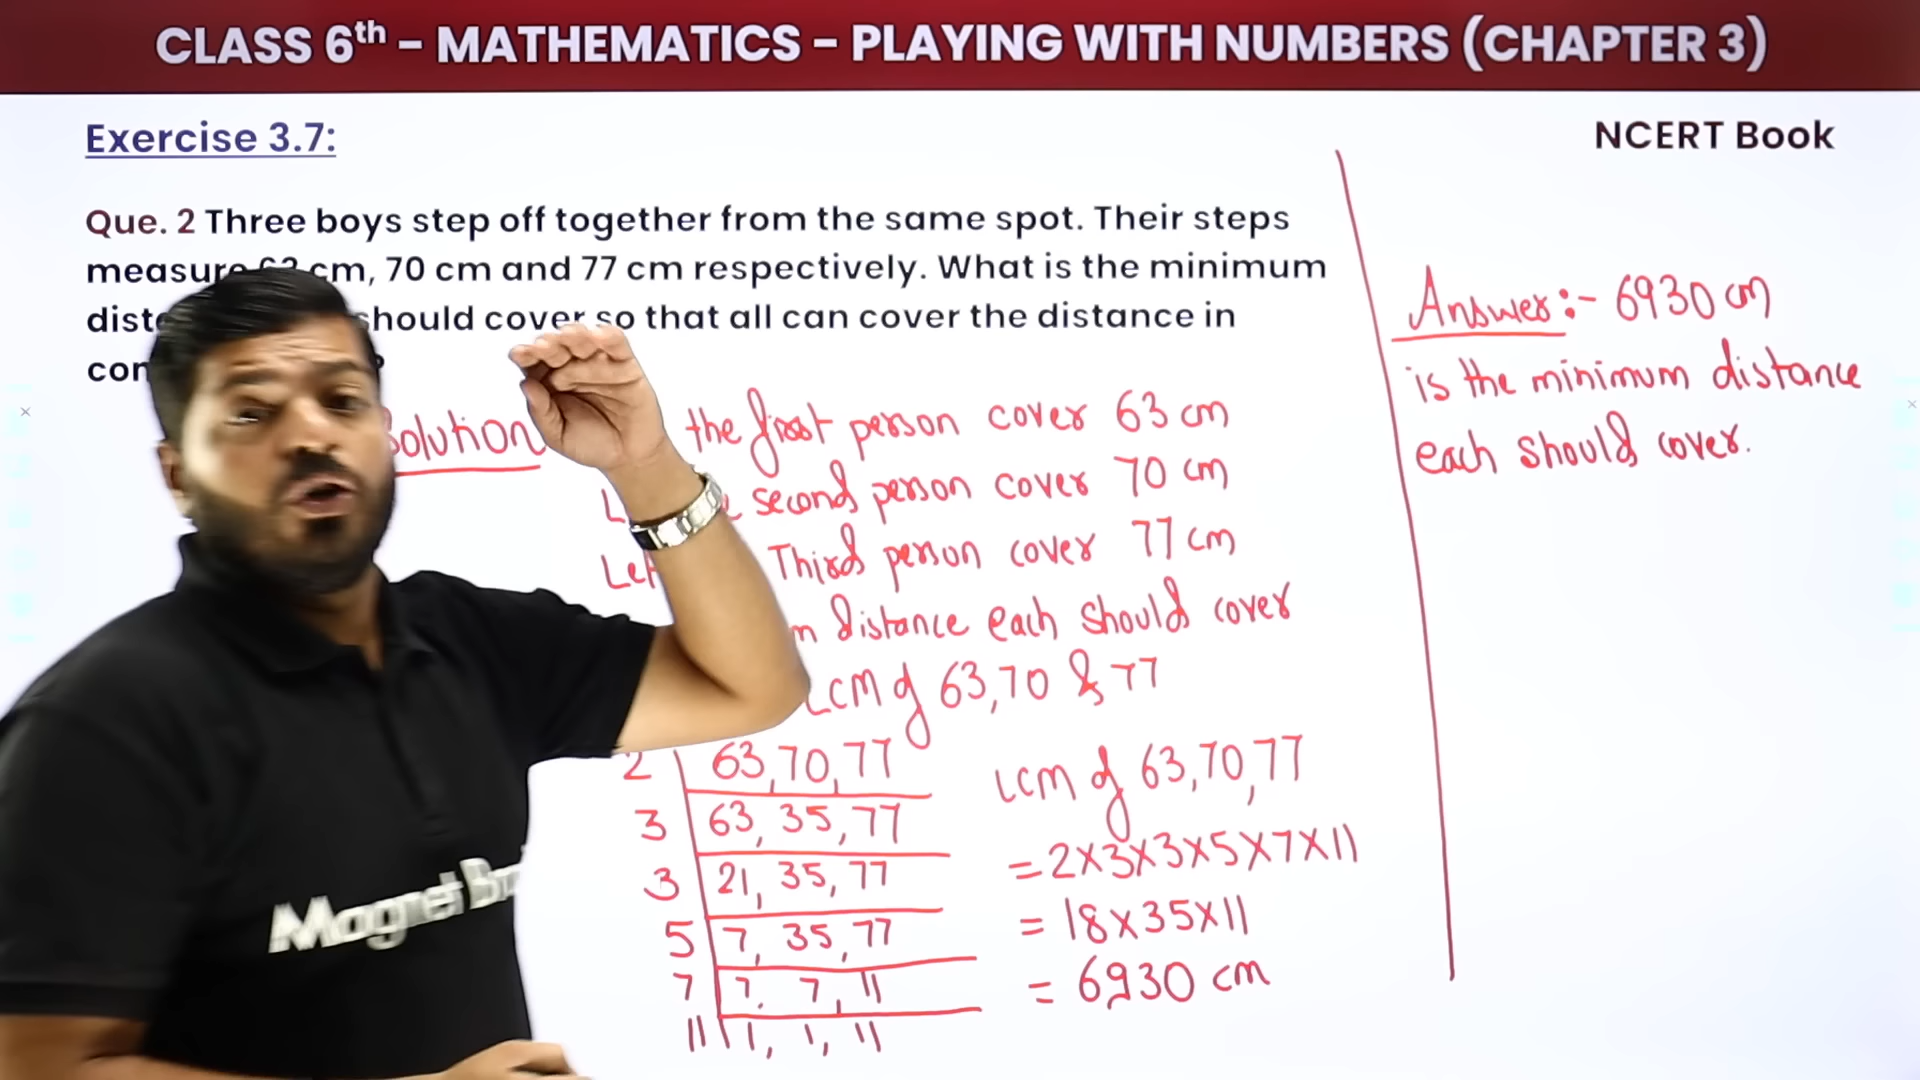 CLASS 6th – MATHEMATICS – PLAYING WITH NUMBERS (CHAPTER 3)
Exercise 3.7:
NCERT Book
Que. 2 Three boys step off together from the same spot. Their steps
measure 63 cm, 70 cm and 77 cm respectively. What is the minimum
should cover so that all can cover the distance in
Solution
the first person cover 63 cm
second person cover 70 cm
Let Third person cover 77 cm
distance each should cover
LCM of 63,70 & 77
2 63,70,77
3 63, 35, 77
3 21, 35, 77
5 7, 35, 77
7 7. 7, 11
11 1, 1, 11
LCM of 63,70,77
=2×3×3×5×7×11
= 18×35×11
= 6930 cm
Answer:- 6930 cm
is the minimum distance
each should cover.
Magnet